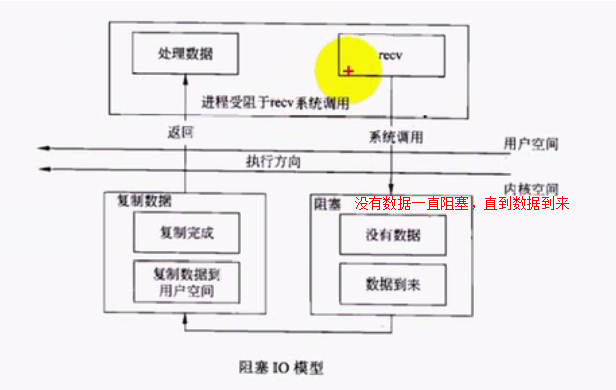 处理数据
recv
进程受阻于recv系统调用
返回
系统调用
用户空间
执行方向
内核空间
复制数据
阻塞 没有数据一直阻塞，直到数据到来
复制完成
没有数据
复制数据到
用户空间
数据到来
阻塞 IO 模型